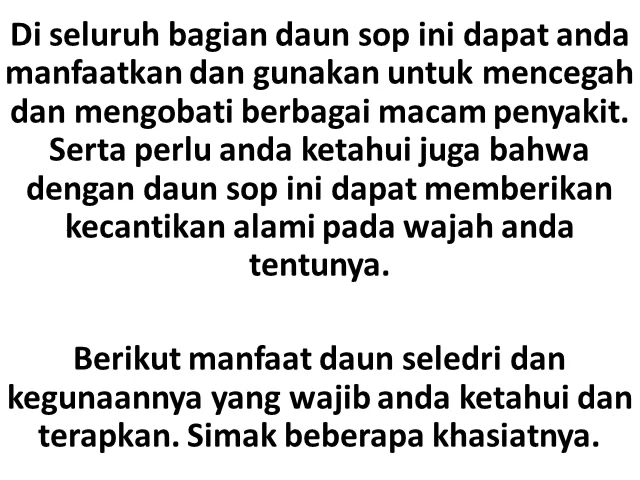 Di seluruh bagian daun sop ini dapat anda
manfaatkan dan gunakan untuk mencegah
dan mengobati berbagai macam penyakit.
Serta perlu anda ketahui juga bahwa
dengan daun sop ini dapat memberikan
kecantikan alami pada wajah anda
tentunya.
Berikut manfaat daun seledri dan
kegunaannya yang wajib anda ketahui dan
terapkan. Simak beberapa khasiatnya.